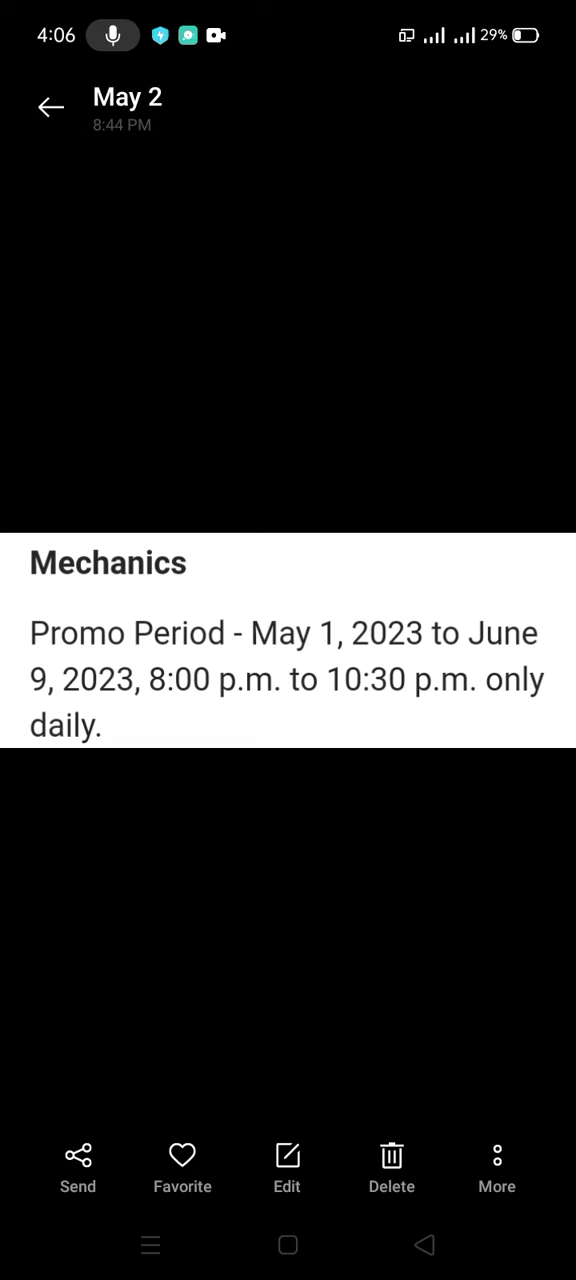 4:06 29%
May 2
8:44 PM
Mechanics
Promo Period - May 1, 2023 to June
9, 2023, 8:00 p.m. to 10:30 p.m. only
daily.
Send Favorite Edit Delete More